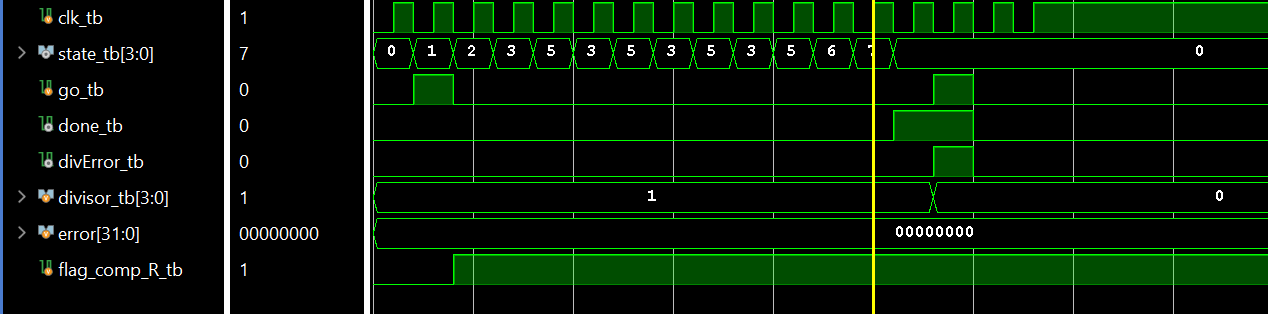 clk_tb 1
state_tb[3:0] 7 0 1 2 3 5 3 5 3 5 3 5 6 7 0
go_tb 0
done_tb 0
divError_tb 0
divisor_tb[3:0] 1 1 0
error[31:0] 00000000 00000000
flag_comp_R_tb 1